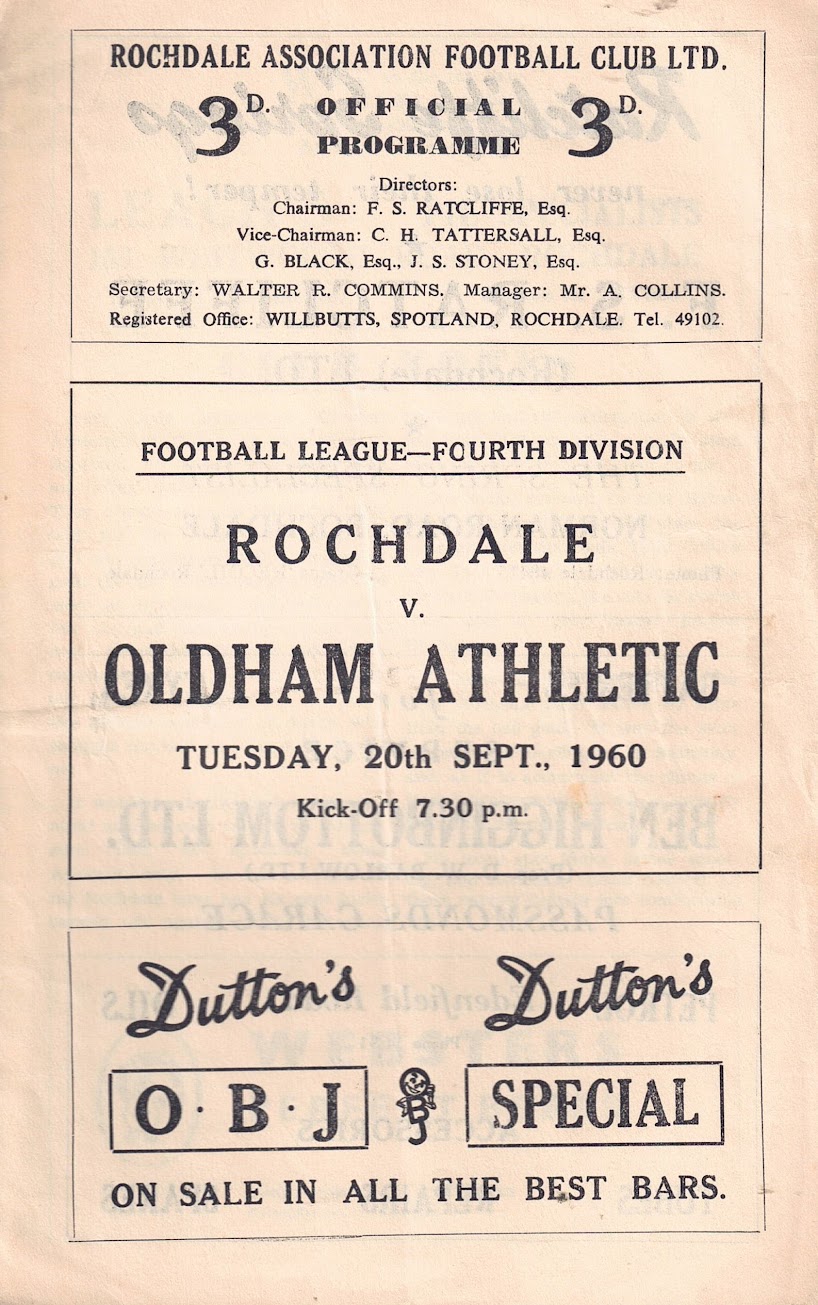 ROCHDALE ASSOCIATION FOOTBALL CLUB LTD.
3D. OFFICIAL 3D.
PROGRAMME
Directors:
Chairman: F. S. RATCLIFFE, Esq.
Vice-Chairman: C. H. TATTERSALL, Esq.
G. BLACK, Esq., J. S. STONEY, Esq.
Secretary: WALTER R. COMMINS. Manager: Mr. A. COLLINS.
Registered Office: WILLBUTTS, SPOTLAND, ROCHDALE. Tel. 49102.
FOOTBALL LEAGUE—FOURTH DIVISION
ROCHDALE
V.
OLDHAM ATHLETIC
TUESDAY, 20th SEPT., 1960
Kick-Off 7.30 p.m.
Dutton's Dutton's
O·B·J OBJ SPECIAL
ON SALE IN ALL THE BEST BARS.